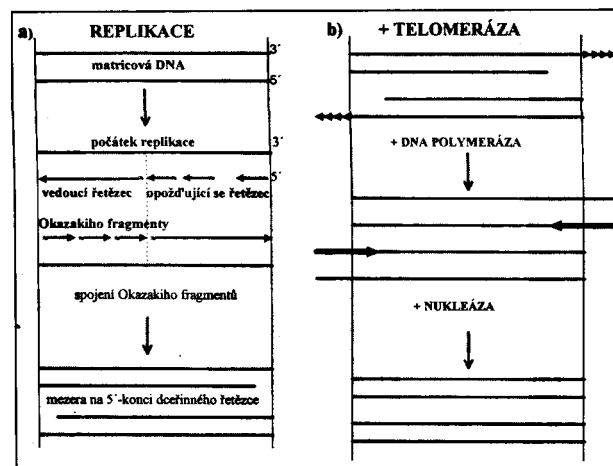 a) REPLIKACE
3´
matricová DNA
5´
počátek replikace
3´
5´
vedoucí řetězec
opožďující se řetězec
Okazakiho fragmenty
spojení Okazakiho fragmentů
mezera na 5´-konci dceřinného řetězce
b) + TELOMERÁZA
+ DNA POLYMERÁZA
+ NUKLEÁZA